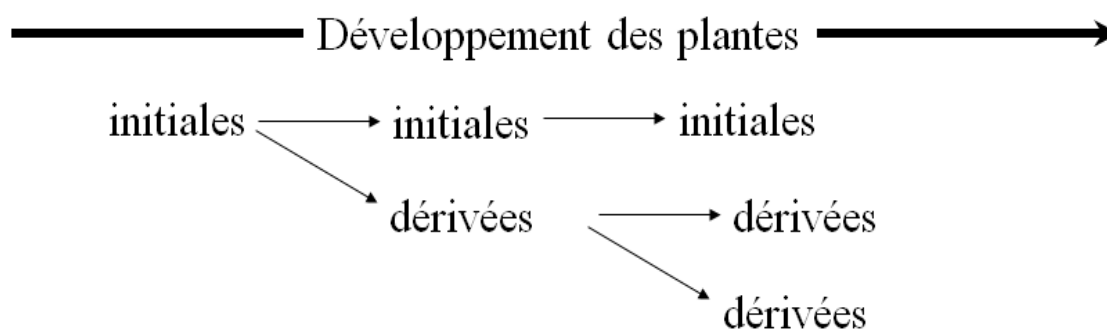 Développement des plantes
initiales initiales initiales
dérivées dérivées
dérivées